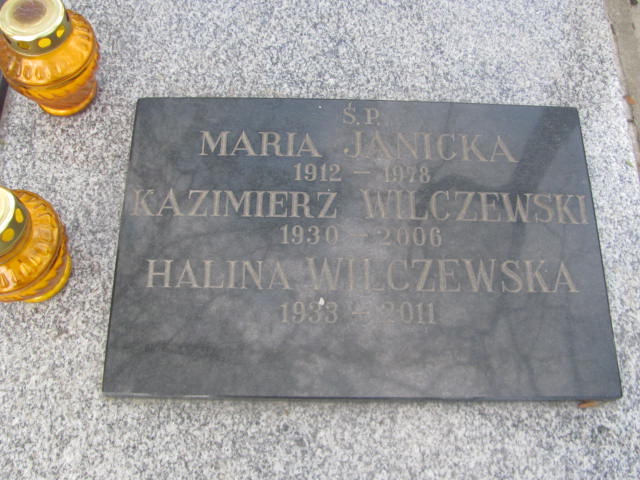 Ś.P.
MARIA JANICKA
1912 – 1978
KAZIMIERZ WILCZEWSKI
1930 – 2006
HALINA WILCZEWSKA
1933 – 2011